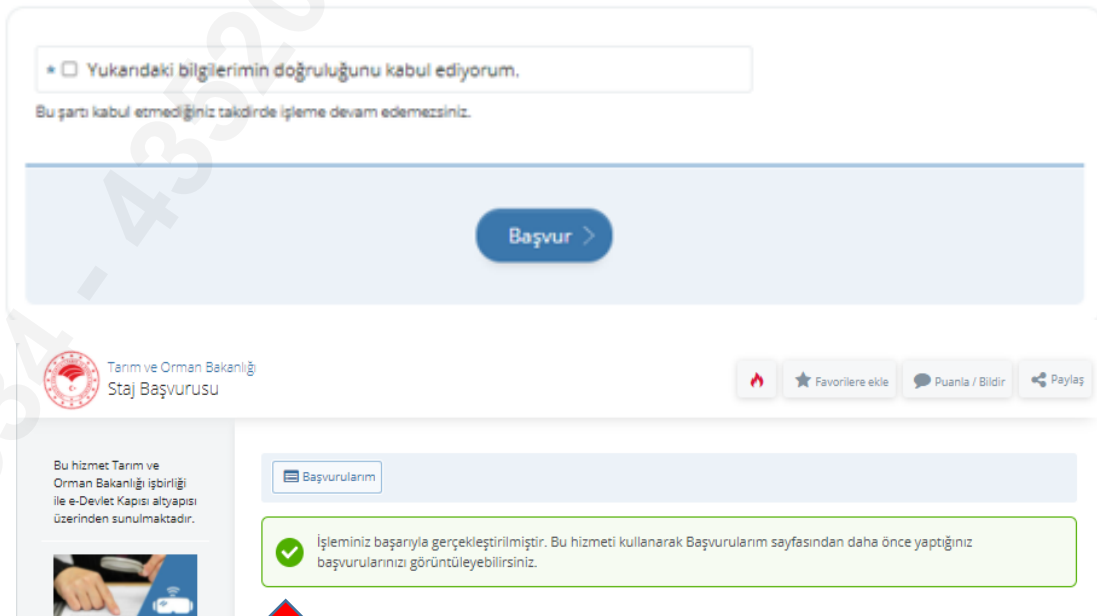 * Yukarıdaki bilgilerimin doğruluğunu kabul ediyorum.
Bu şartı kabul etmediğiniz takdirde işleme devam edemezsiniz.
Başvur
Tarım ve Orman Bakanlığı
Staj Başvurusu
Favorilere ekle
Puanla / Bildir
Paylaş
Bu hizmet Tarım ve
Orman Bakanlığı işbirliği
ile e-Devlet Kapısı altyapısı
üzerinden sunulmaktadır.
Başvurularım
İşleminiz başarıyla gerçekleştirilmiştir. Bu hizmeti kullanarak Başvurularım sayfasından daha önce yaptığınız
başvurularınızı görüntüleyebilirsiniz.